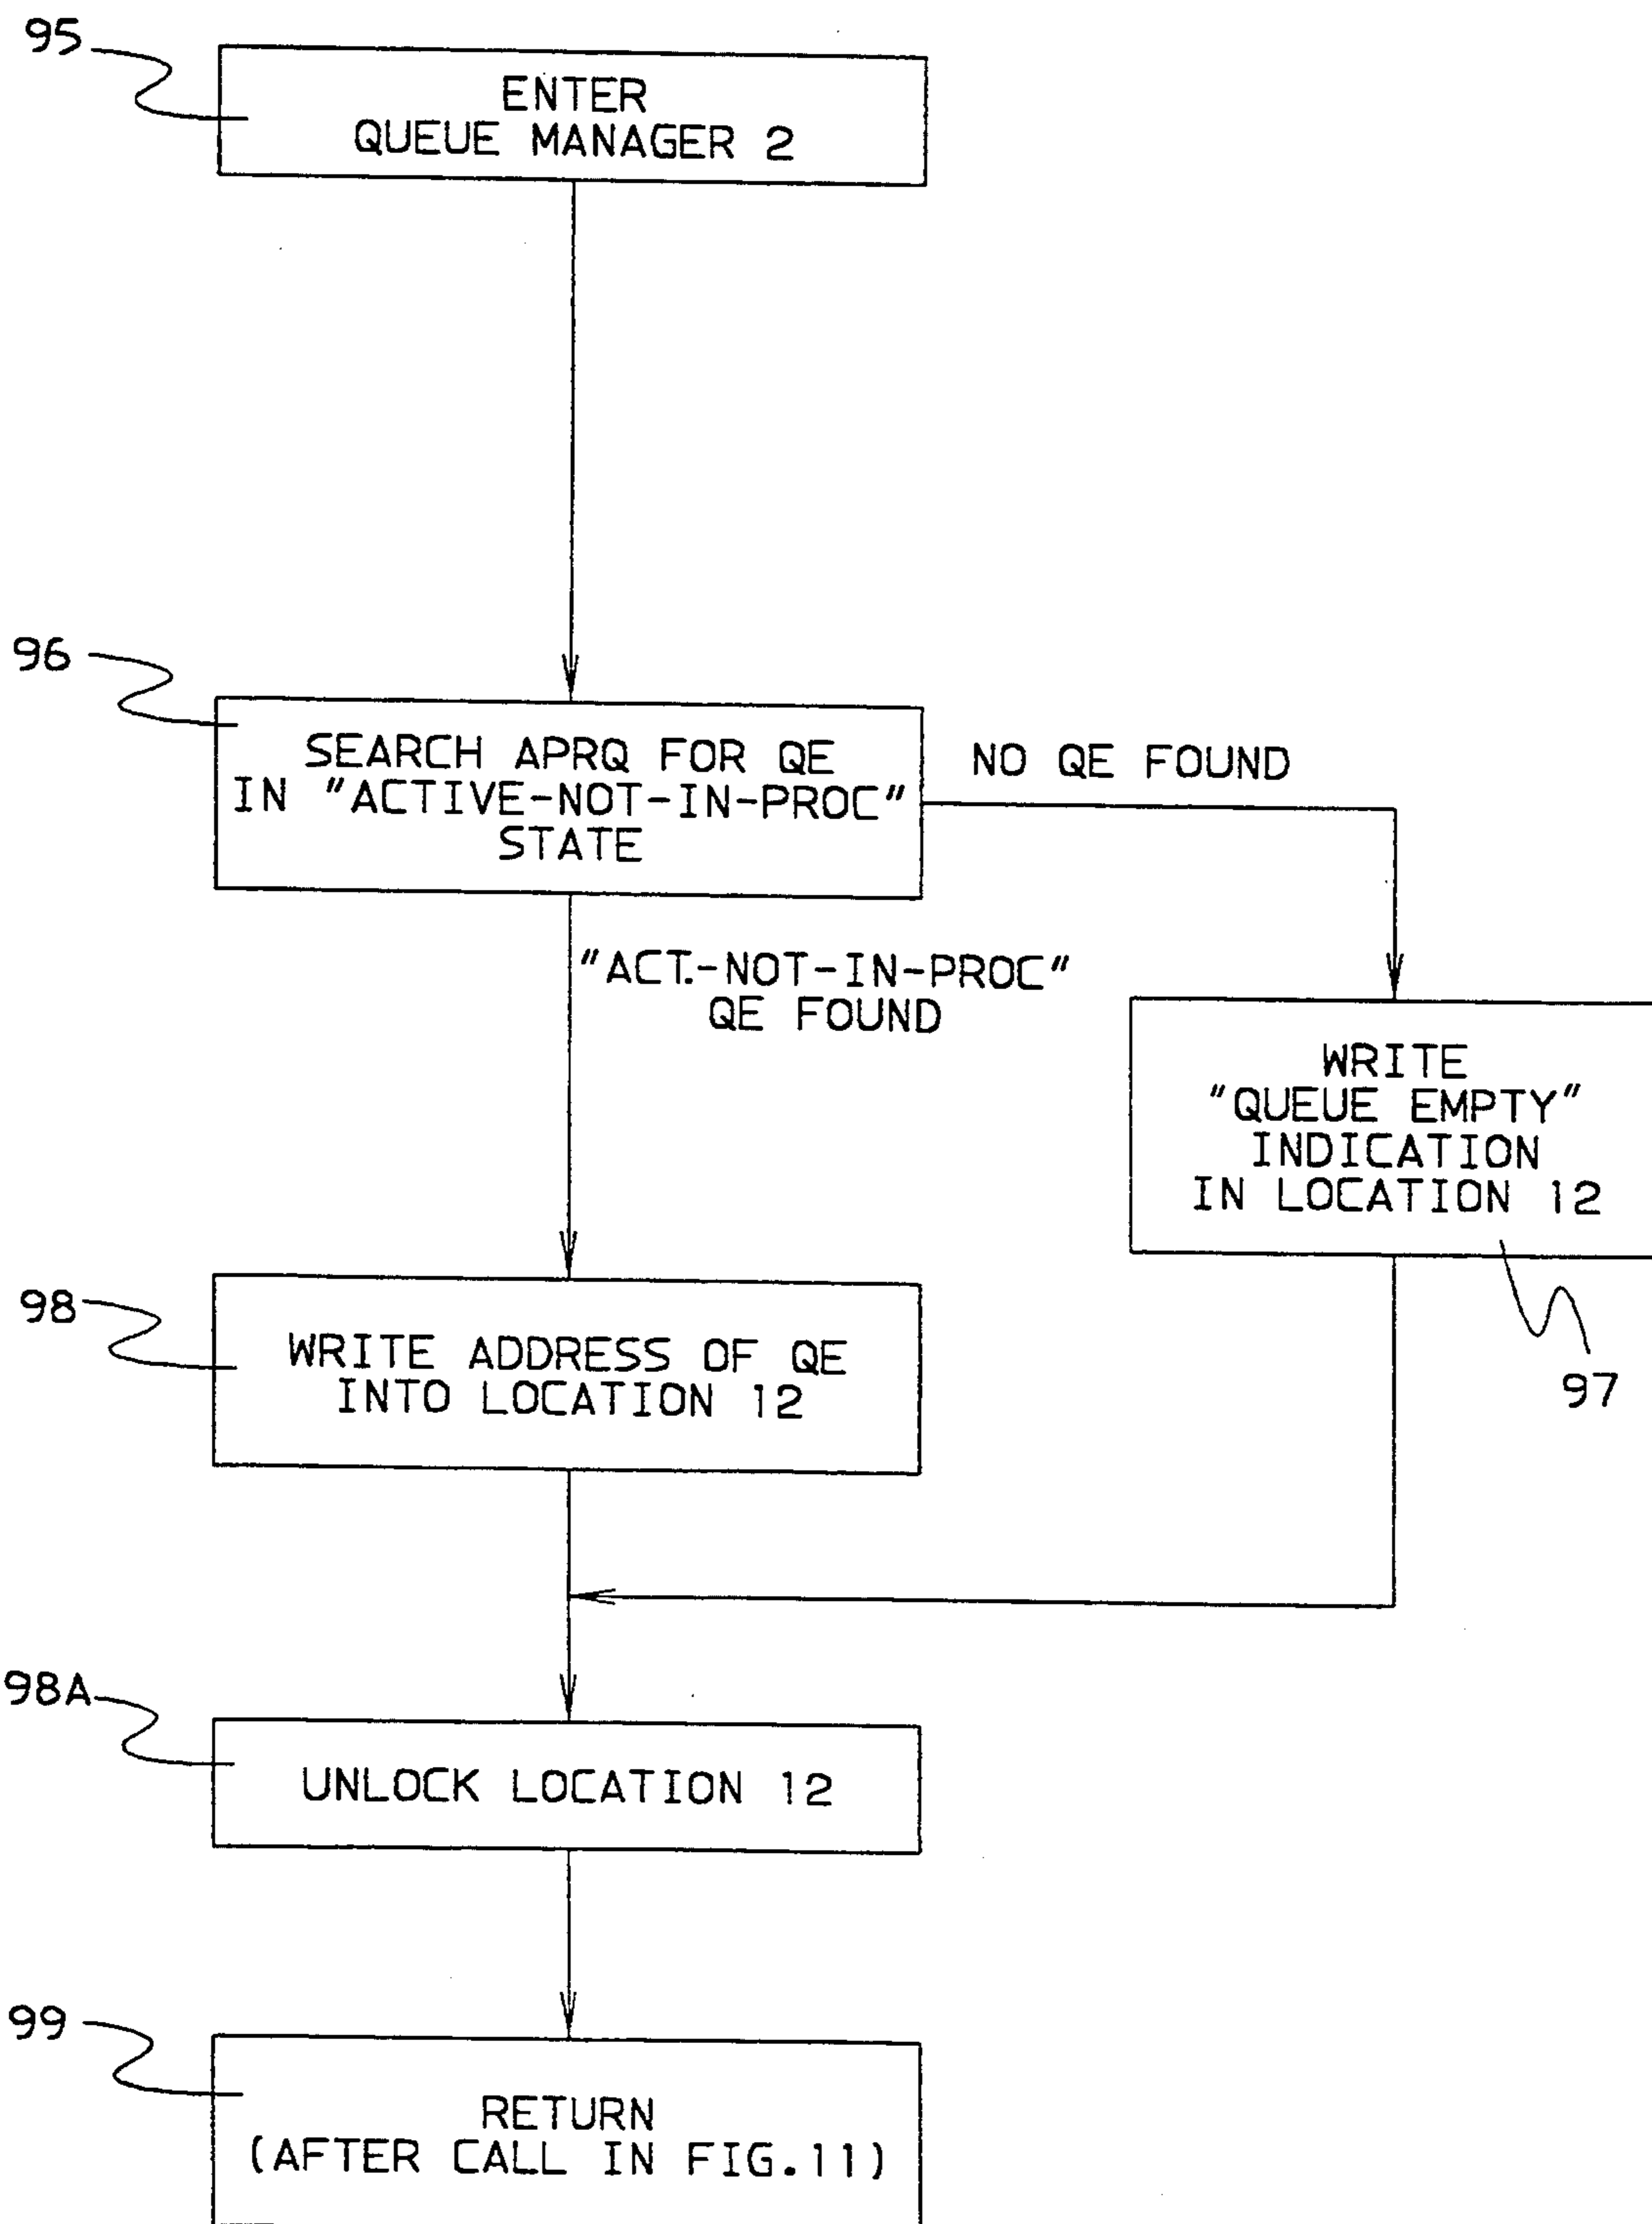 95
ENTER
QUEUE MANAGER 2
96
SEARCH APRQ FOR QE
IN "ACTIVE-NOT-IN-PROC"
STATE
NO QE FOUND
"ACT.-NOT-IN-PROC"
QE FOUND
WRITE
"QUEUE EMPTY"
INDICATION
IN LOCATION 12
97
98
WRITE ADDRESS OF QE
INTO LOCATION 12
98A
UNLOCK LOCATION 12
99
RETURN
(AFTER CALL IN FIG.11)